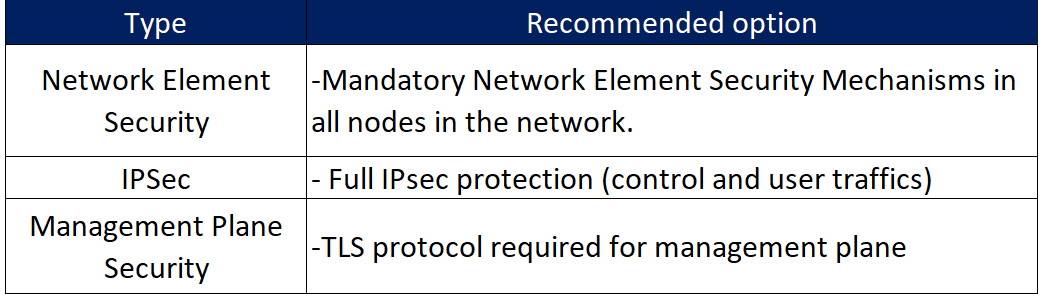 Type
Recommended option
Network Element
Security
-Mandatory Network Element Security Mechanisms in
all nodes in the network.
IPSec
- Full IPsec protection (control and user traffics)
Management Plane
Security
-TLS protocol required for management plane